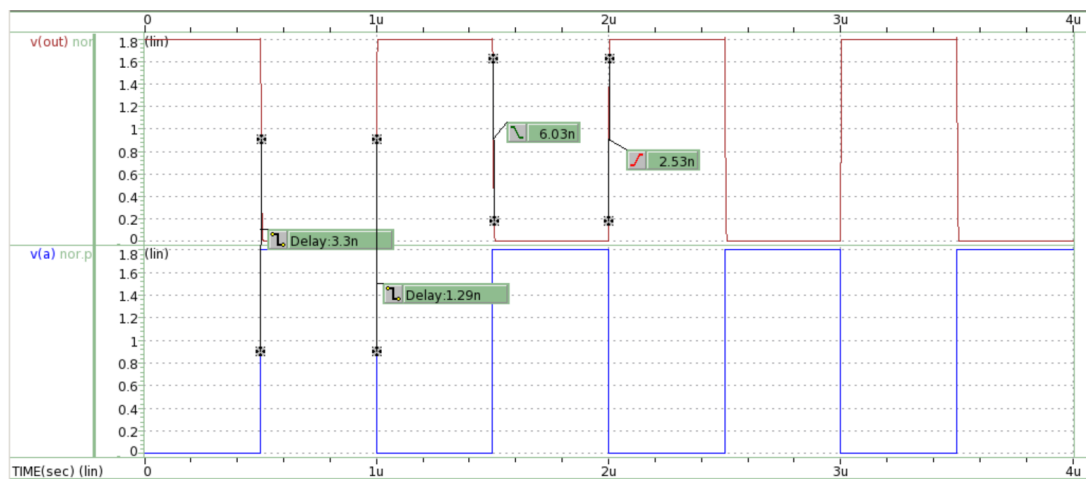 0 1u 2u 3u 4u
v(out) nor
(lin)
1.8
1.6
1.4
1.2
1
0.8
0.6
0.4
0.2
0
6.03n
2.53n
Delay:3.3n
v(a) nor.p
(lin)
1.8
1.6
1.4
1.2
1
0.8
0.6
0.4
0.2
0
Delay:1.29n
TIME(sec) (lin) 0 1u 2u 3u 4u